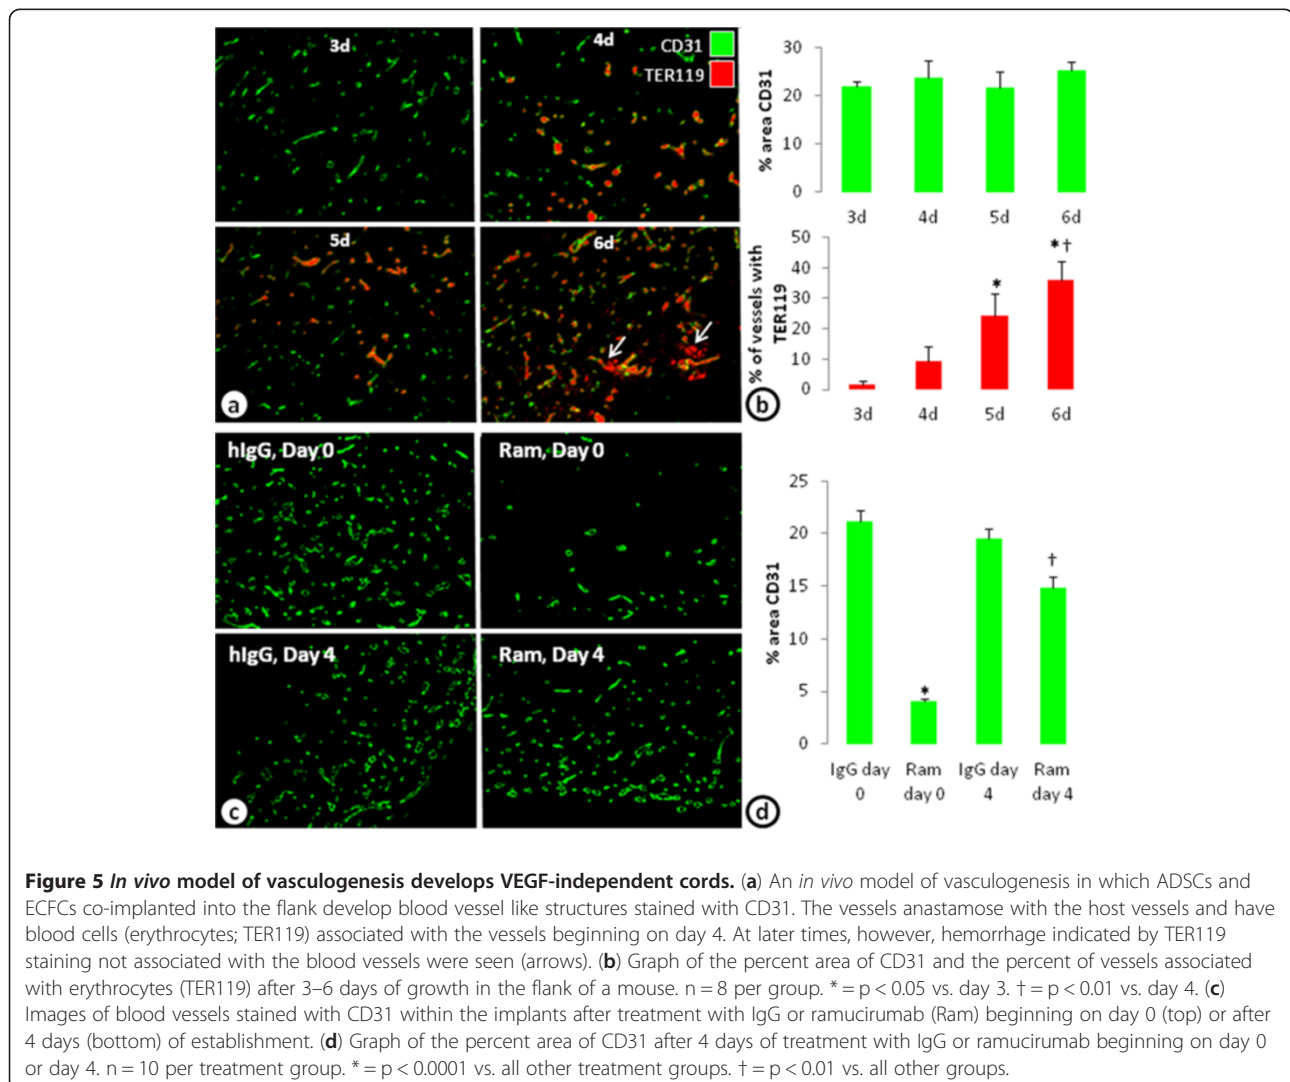 3d
4d
CD31
TER119
5d
6d
a
30
20
10
0
% area CD31
3d
4d
5d
6d
50
40
30
20
10
0
% of vessels with
TER119
*
* †
3d
4d
5d
6d
b
hIgG, Day 0
Ram, Day 0
hIgG, Day 4
Ram, Day 4
c
25
20
15
10
5
0
% area CD31
*
†
IgG day
0
Ram
day 0
IgG day
4
Ram
day 4
d
Figure 5 In vivo model of vasculogenesis develops VEGF-independent cords. (a) An in vivo model of vasculogenesis in which ADSCs and
ECFCs co-implanted into the flank develop blood vessel like structures stained with CD31. The vessels anastamose with the host vessels and have
blood cells (erythrocytes; TER119) associated with the vessels beginning on day 4. At later times, however, hemorrhage indicated by TER119
staining not associated with the blood vessels were seen (arrows). (b) Graph of the percent area of CD31 and the percent of vessels associated
with erythrocytes (TER119) after 3–6 days of growth in the flank of a mouse. n = 8 per group. * = p < 0.05 vs. day 3. † = p < 0.01 vs. day 4. (c)
Images of blood vessels stained with CD31 within the implants after treatment with IgG or ramucirumab (Ram) beginning on day 0 (top) or after
4 days (bottom) of establishment. (d) Graph of the percent area of CD31 after 4 days of treatment with IgG or ramucirumab beginning on day 0
or day 4. n = 10 per treatment group. * = p < 0.0001 vs. all other treatment groups. † = p < 0.01 vs. all other groups.